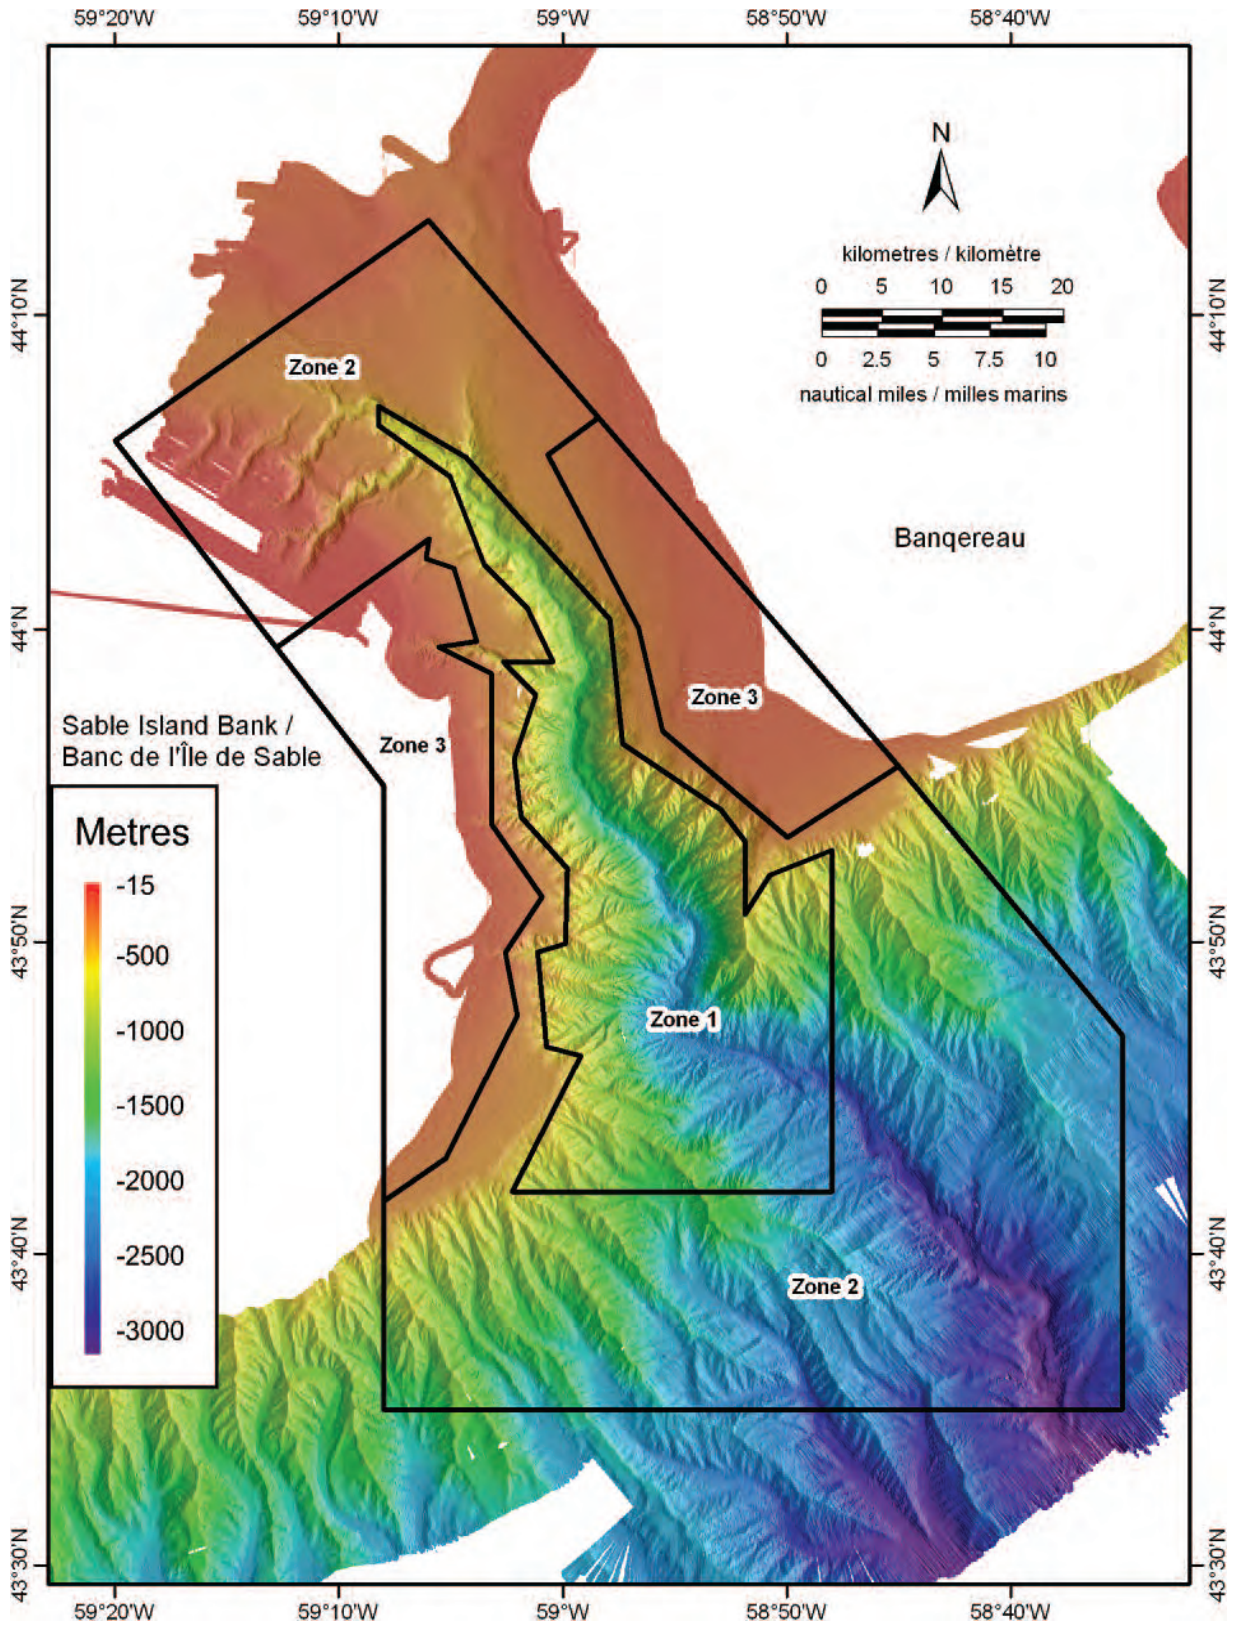 59°20'W 59°10'W 59°W 58°50'W 58°40'W
N
kilometres / kilomètre
0 5 10 15 20
0 2.5 5 7.5 10
nautical miles / milles marins
44°10'N 44°10'N
Zone 2
Banqereau
44°N 44°N
Zone 3
Sable Island Bank /
Banc de l'Île de Sable
Zone 3
Metres
-15
-500
-1000
-1500
-2000
-2500
-3000
43°50'N 43°50'N
Zone 1
43°40'N 43°40'N
Zone 2
43°30'N 43°30'N
59°20'W 59°10'W 59°W 58°50'W 58°40'W